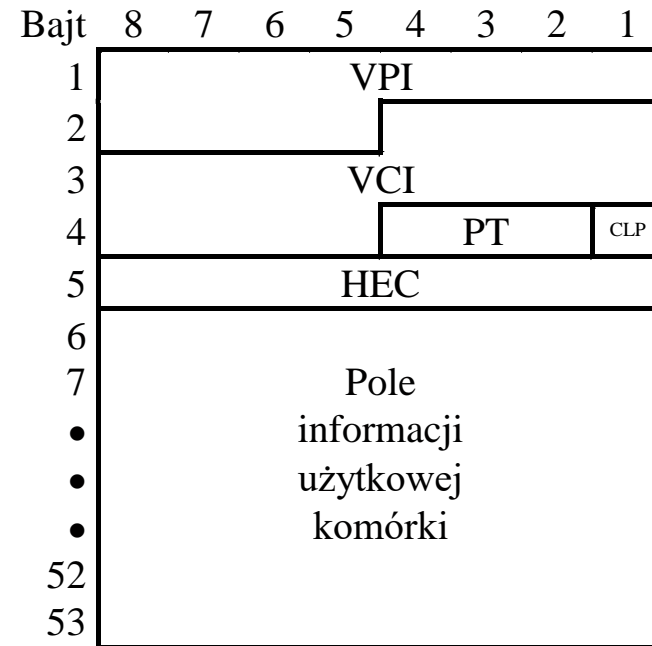 Bajt 8 7 6 5 4 3 2 1
1 VPI
2
3 VCI
4 PT CLP
5 HEC
6
7 Pole
• informacji
• użytkowej
• komórki
52
53